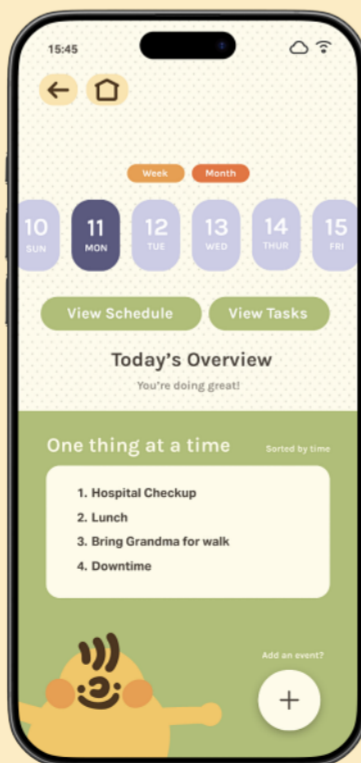 15:45
Week Month
10 11 12 13 14 15
SUN MON TUE WED THUR FRI
View Schedule View Tasks
Today's Overview
You're doing great!
One thing at a time Sorted by time
1. Hospital Checkup
2. Lunch
3. Bring Grandma for walk
4. Downtime
Add an event?
+